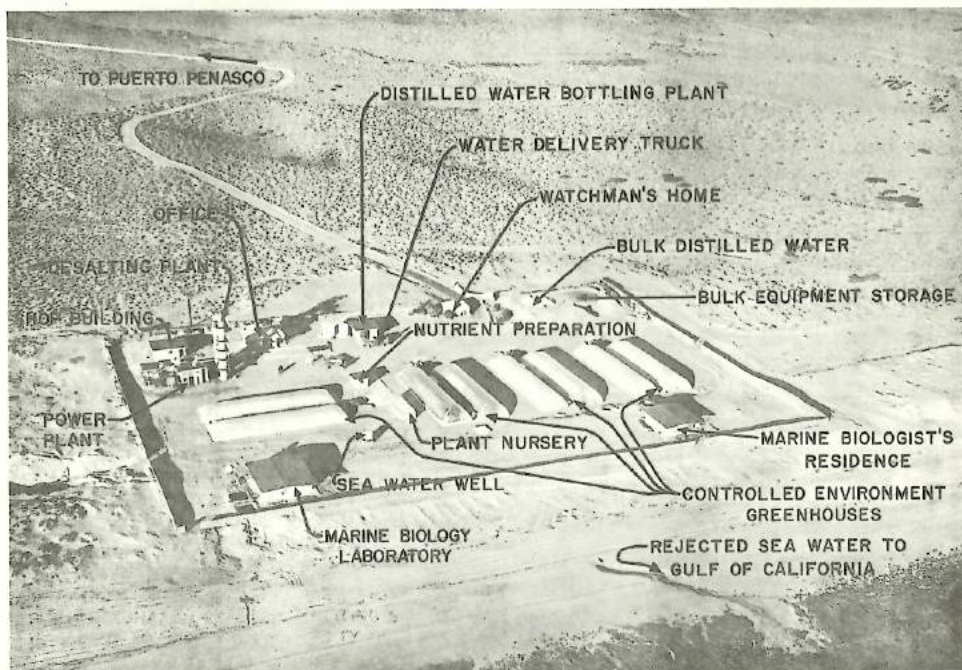 TO PUERTO PENASCO
DISTILLED WATER BOTTLING PLANT
WATER DELIVERY TRUCK
WATCHMAN'S HOME
OFFICE
BULK DISTILLED WATER
DESALTING PLANT
BULK EQUIPMENT STORAGE
SHOP BUILDING
NUTRIENT PREPARATION
POWER
PLANT
PLANT NURSERY
MARINE BIOLOGIST'S
RESIDENCE
SEA WATER WELL
CONTROLLED ENVIRONMENT
GREENHOUSES
MARINE BIOLOGY
LABORATORY
REJECTED SEA WATER TO
GULF OF CALIFORNIA